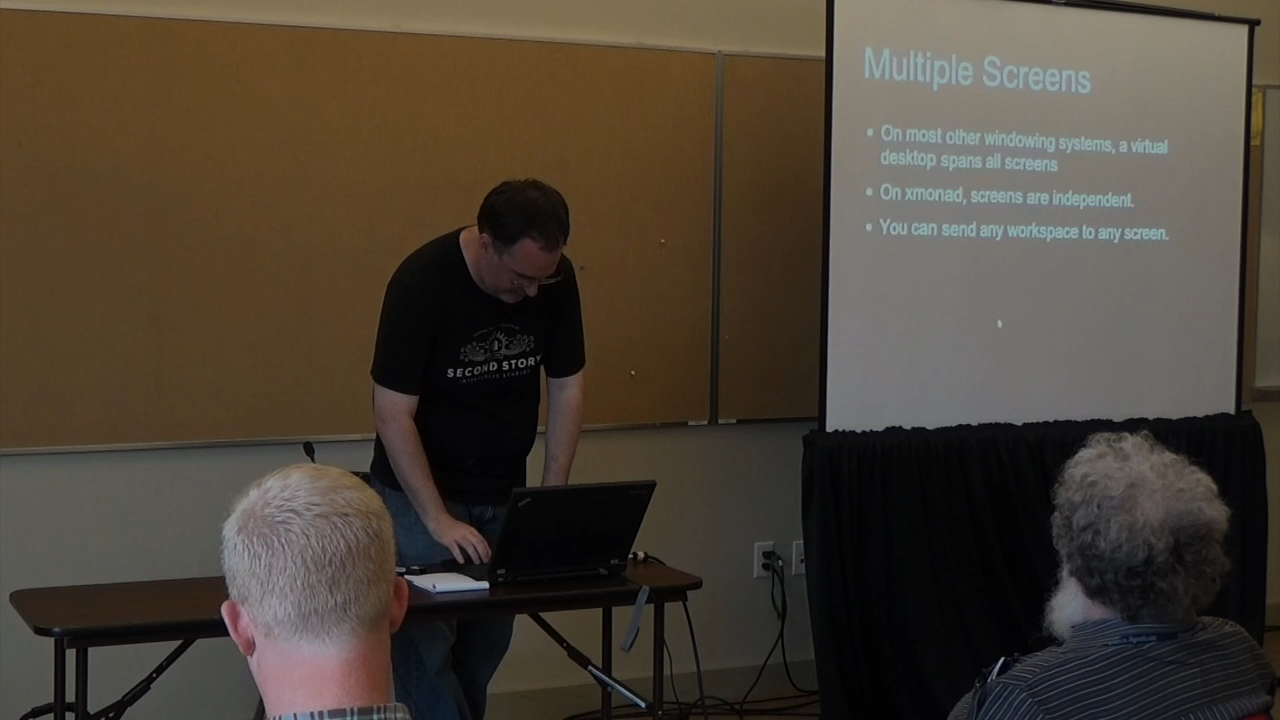 Multiple Screens
• On most other windowing systems, a virtual
desktop spans all screens
• On xmonad, screens are independent.
• You can send any workspace to any screen.
SECOND STORY
ThinkPad